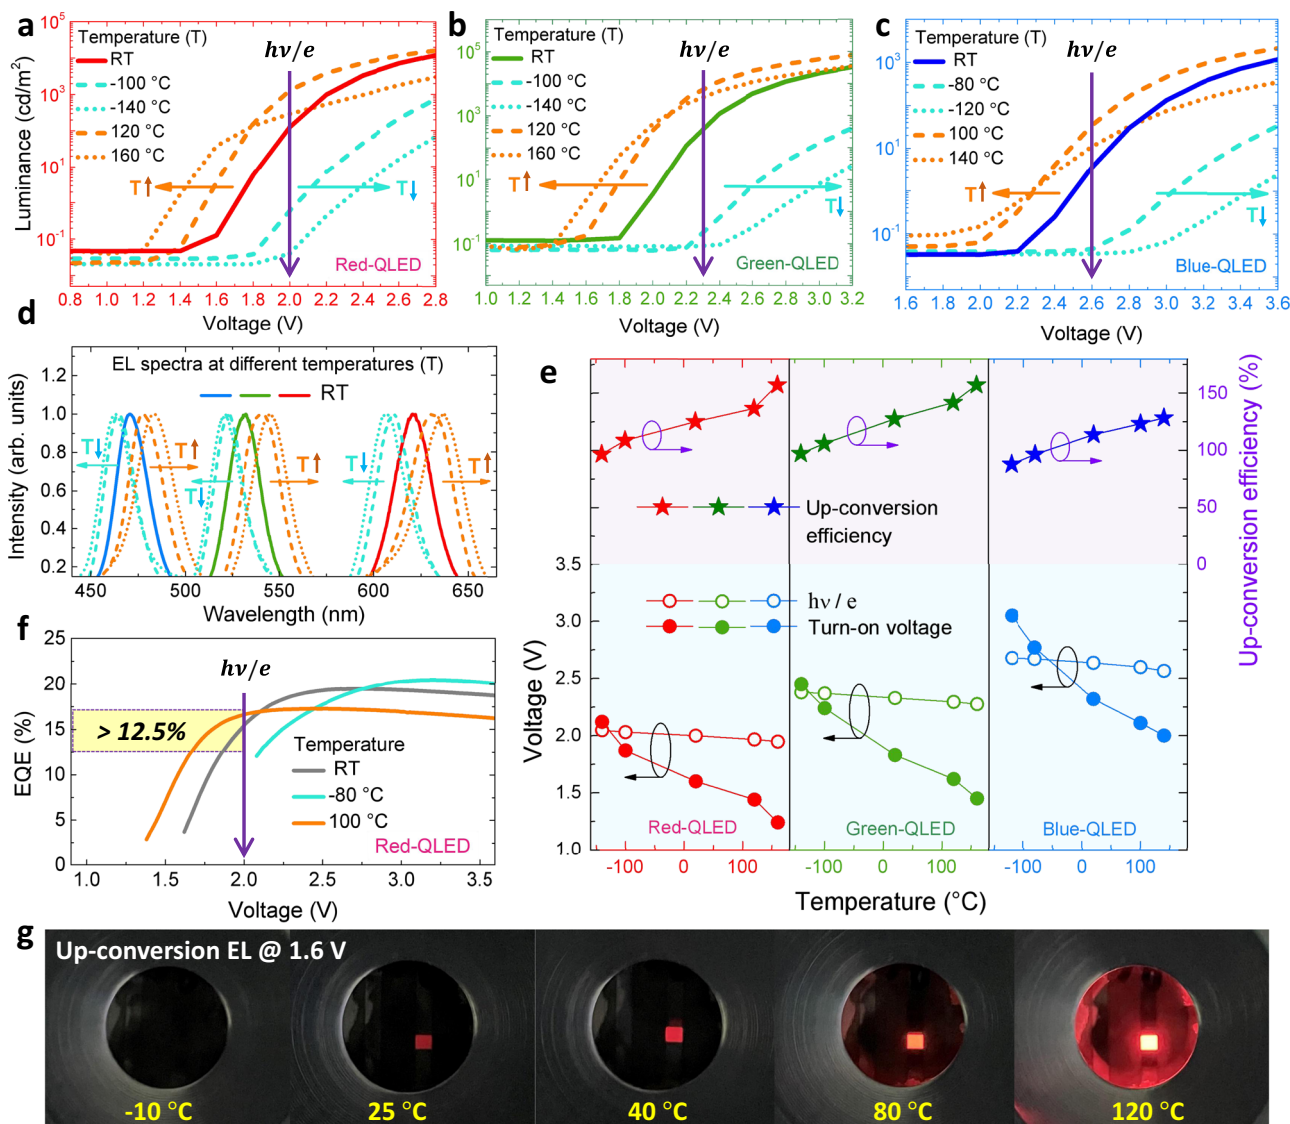 a
Temperature (T)
RT
-100 °C
-140 °C
120 °C
160 °C
hν/e
T
T
Red-QLED
Luminance (cd/m²)
10⁵
10³
10¹
10⁻¹
0.8 1.2 1.6 2.0 2.4 2.8
Voltage (V)
b
Temperature (T)
RT
-100 °C
-140 °C
120 °C
160 °C
hν/e
T
T
Green-QLED
10⁵
10³
10¹
10⁻¹
1.0 1.2 1.4 1.6 1.8 2.0 2.2 2.4 2.6 2.8 3.0 3.2
Voltage (V)
c
Temperature (T)
RT
-80 °C
-120 °C
100 °C
140 °C
hν/e
T
T
Blue-QLED
10³
10¹
10⁻¹
1.6 1.8 2.0 2.2 2.4 2.6 2.8 3.0 3.2 3.4 3.6
Voltage (V)
d
EL spectra at different temperatures (T)
RT
T
T
T
T
T
T
Intensity (arb. units)
1.2
1.0
0.8
0.6
0.4
0.2
450 500 550 600 650
Wavelength (nm)
e
Up-conversion
efficiency
hν / e
Turn-on voltage
Red-QLED
Green-QLED
Blue-QLED
Voltage (V)
3.5
3.0
2.5
2.0
1.5
1.0
Up-conversion efficiency (%)
150
100
50
0
-100 0 100 -100 0 100 -100 0 100
Temperature (°C)
f
hν/e
> 12.5%
Temperature
RT
-80 °C
100 °C
Red-QLED
EQE (%)
25
20
15
10
5
0
1.0 1.5 2.0 2.5 3.0 3.5
Voltage (V)
g
Up-conversion EL @ 1.6 V
-10 °C
25 °C
40 °C
80 °C
120 °C